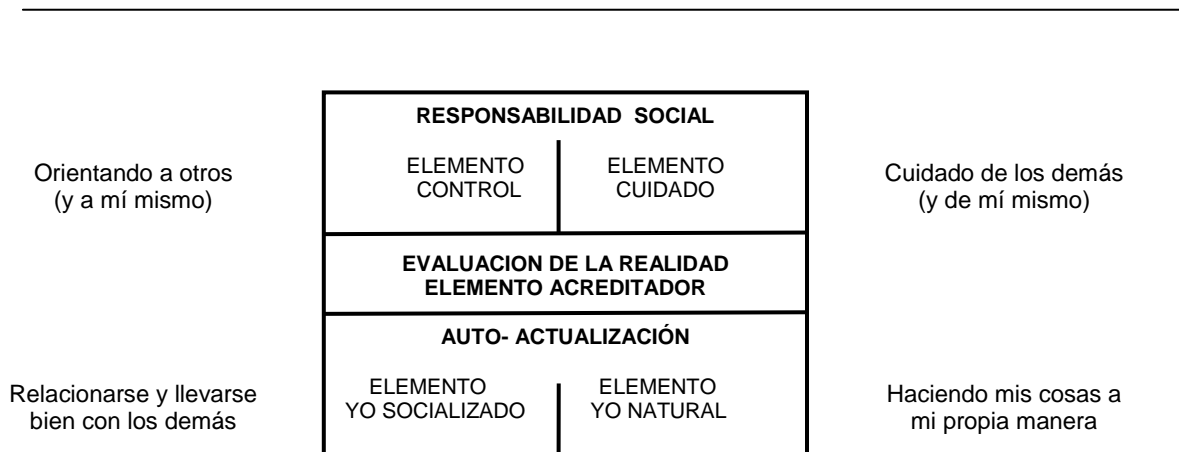 RESPONSABILIDAD SOCIAL
Orientando a otros
(y a mí mismo)
ELEMENTO
CONTROL
ELEMENTO
CUIDADO
Cuidado de los demás
(y de mí mismo)
EVALUACION DE LA REALIDAD
ELEMENTO ACREDITADOR
AUTO- ACTUALIZACIÓN
Relacionarse y llevarse
bien con los demás
ELEMENTO
YO SOCIALIZADO
ELEMENTO
YO NATURAL
Haciendo mis cosas a
mi propia manera